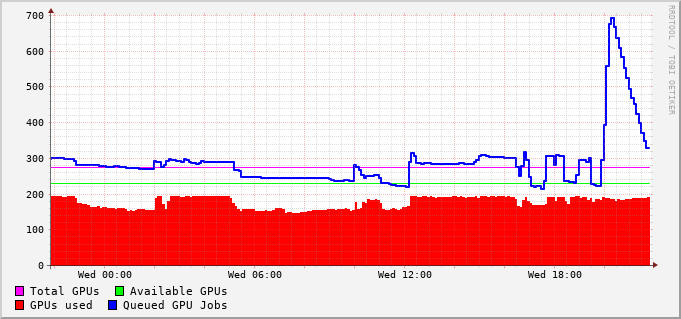 700
600
500
400
300
200
100
0
Wed 00:00 Wed 06:00 Wed 12:00 Wed 18:00
Total GPUs Available GPUs
GPUs used Queued GPU Jobs
RRDTOOL / TOBI OETIKER